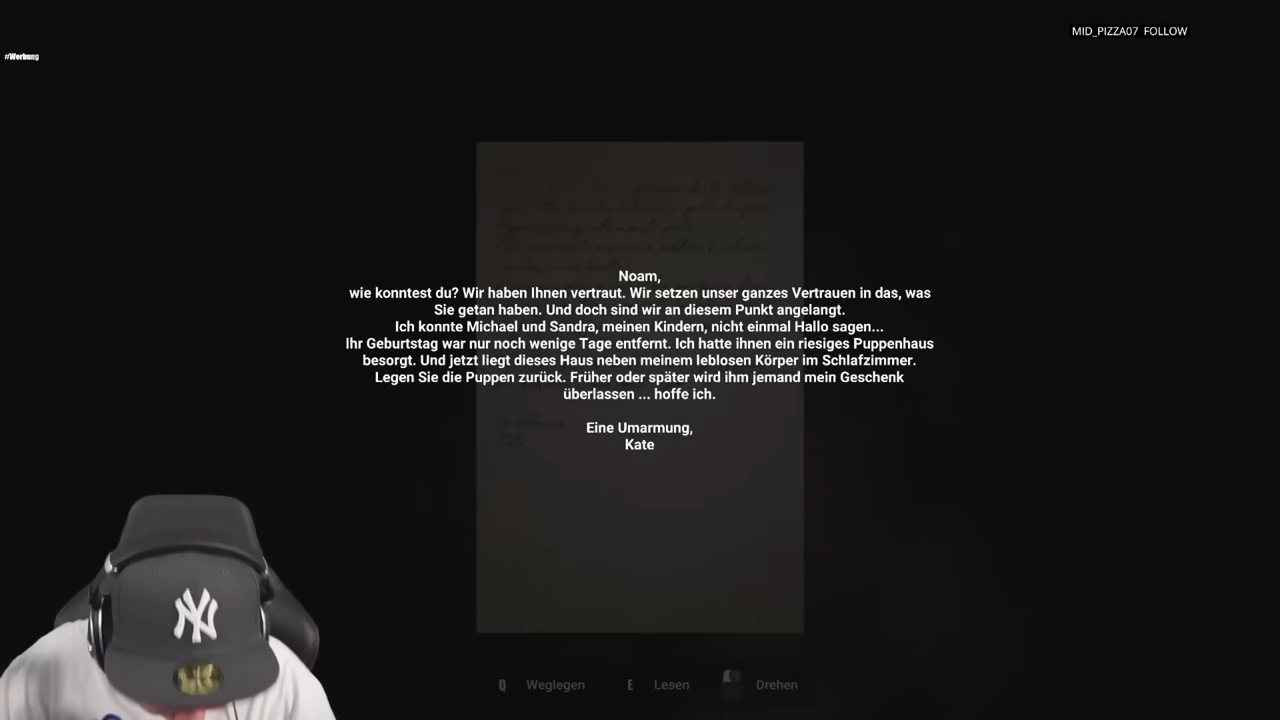 MID_PIZZA07 FOLLOW
#Werbung
Noam,
wie konntest du? Wir haben Ihnen vertraut. Wir setzen unser ganzes Vertrauen in das, was
Sie getan haben. Und doch sind wir an diesem Punkt angelangt.
Ich konnte Michael und Sandra, meinen Kindern, nicht einmal Hallo sagen...
Ihr Geburtstag war nur noch wenige Tage entfernt. Ich hatte ihnen ein riesiges Puppenhaus
besorgt. Und jetzt liegt dieses Haus neben meinem leblosen Körper im Schlafzimmer.
Legen Sie die Puppen zurück. Früher oder später wird ihm jemand mein Geschenk
überlassen ... hoffe ich.
Eine Umarmung,
Kate
NY
Q Weglegen E Lesen Drehen